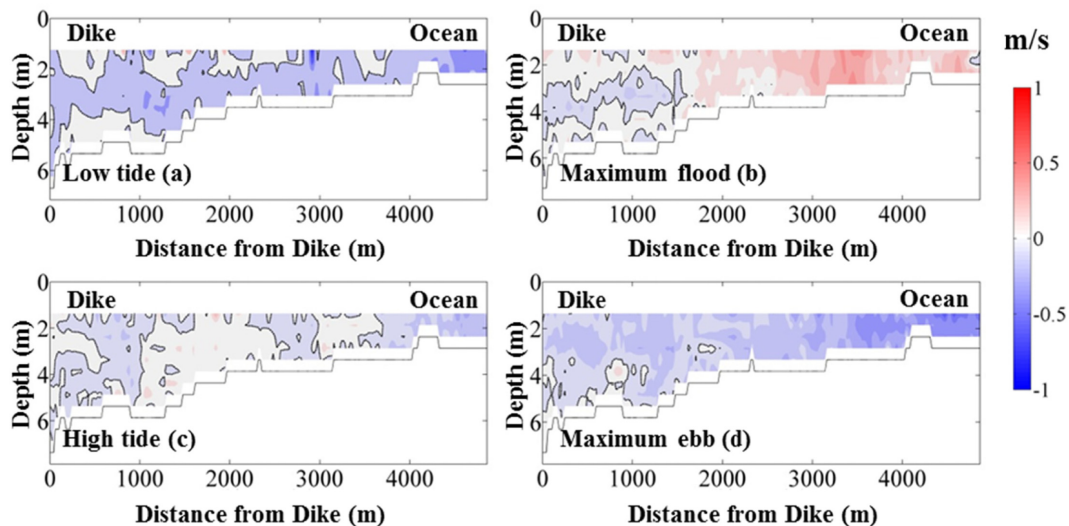 Dike Ocean
Depth (m)
0
2
4
6
Low tide (a)
0 1000 2000 3000 4000
Distance from Dike (m)
Dike Ocean
Depth (m)
0
2
4
6
Maximum flood (b)
0 1000 2000 3000 4000
Distance from Dike (m)
m/s
1
0.5
0
-0.5
-1
Dike Ocean
Depth (m)
0
2
4
6
High tide (c)
0 1000 2000 3000 4000
Distance from Dike (m)
Dike Ocean
Depth (m)
0
2
4
6
Maximum ebb (d)
0 1000 2000 3000 4000
Distance from Dike (m)